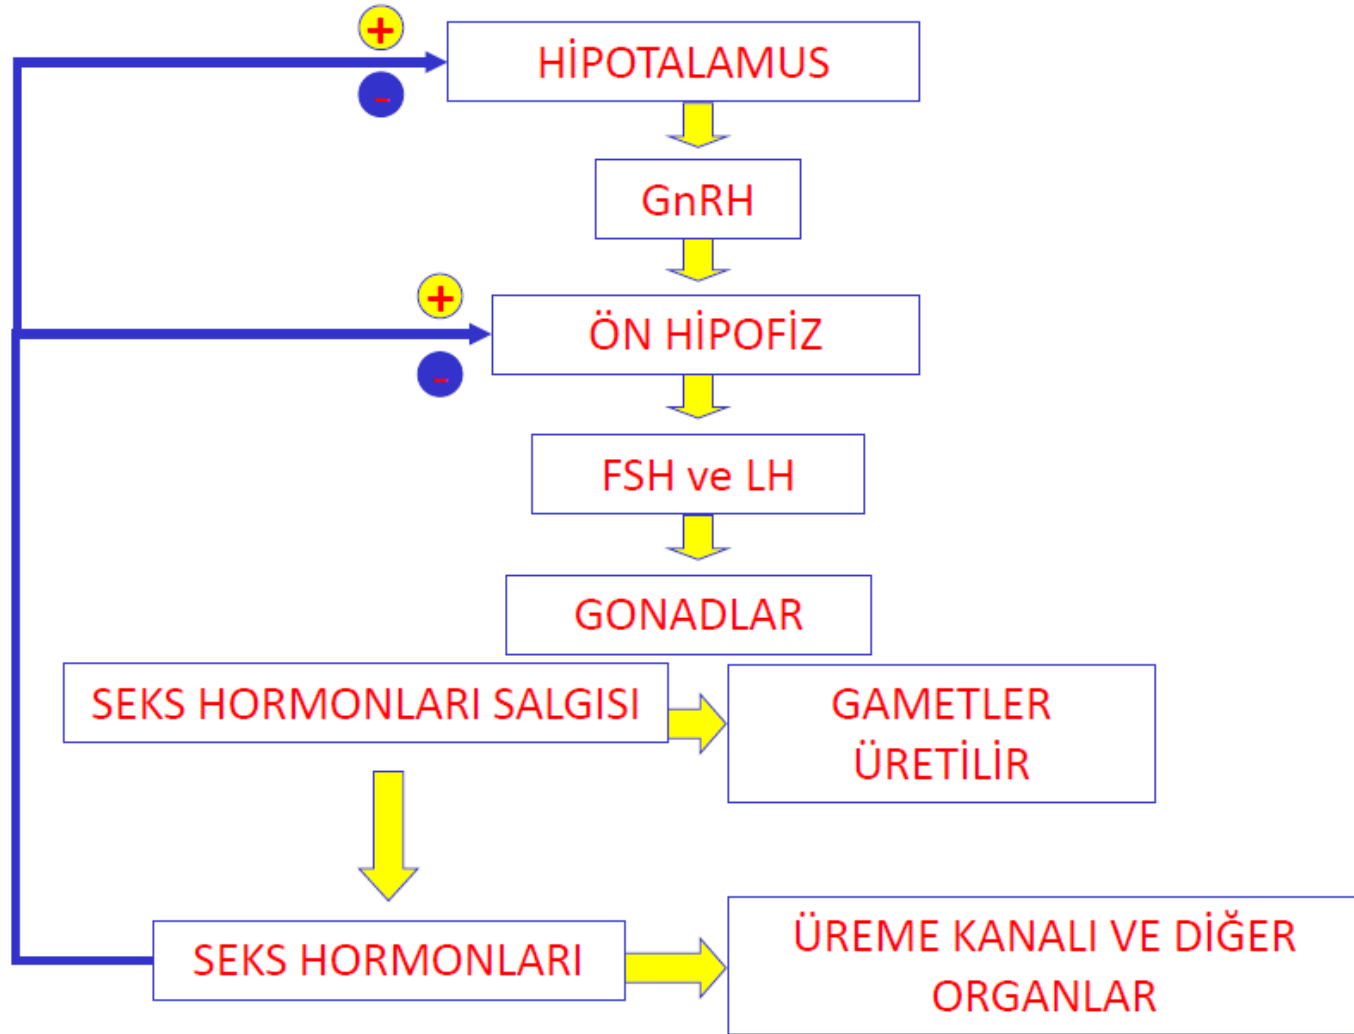 +
HİPOTALAMUS
-
GnRH
+
ÖN HİPOFİZ
-
FSH ve LH
GONADLAR
SEKS HORMONLARI SALGISI
GAMETLER
ÜRETİLİR
SEKS HORMONLARI
ÜREME KANALI VE DİĞER
ORGANLAR